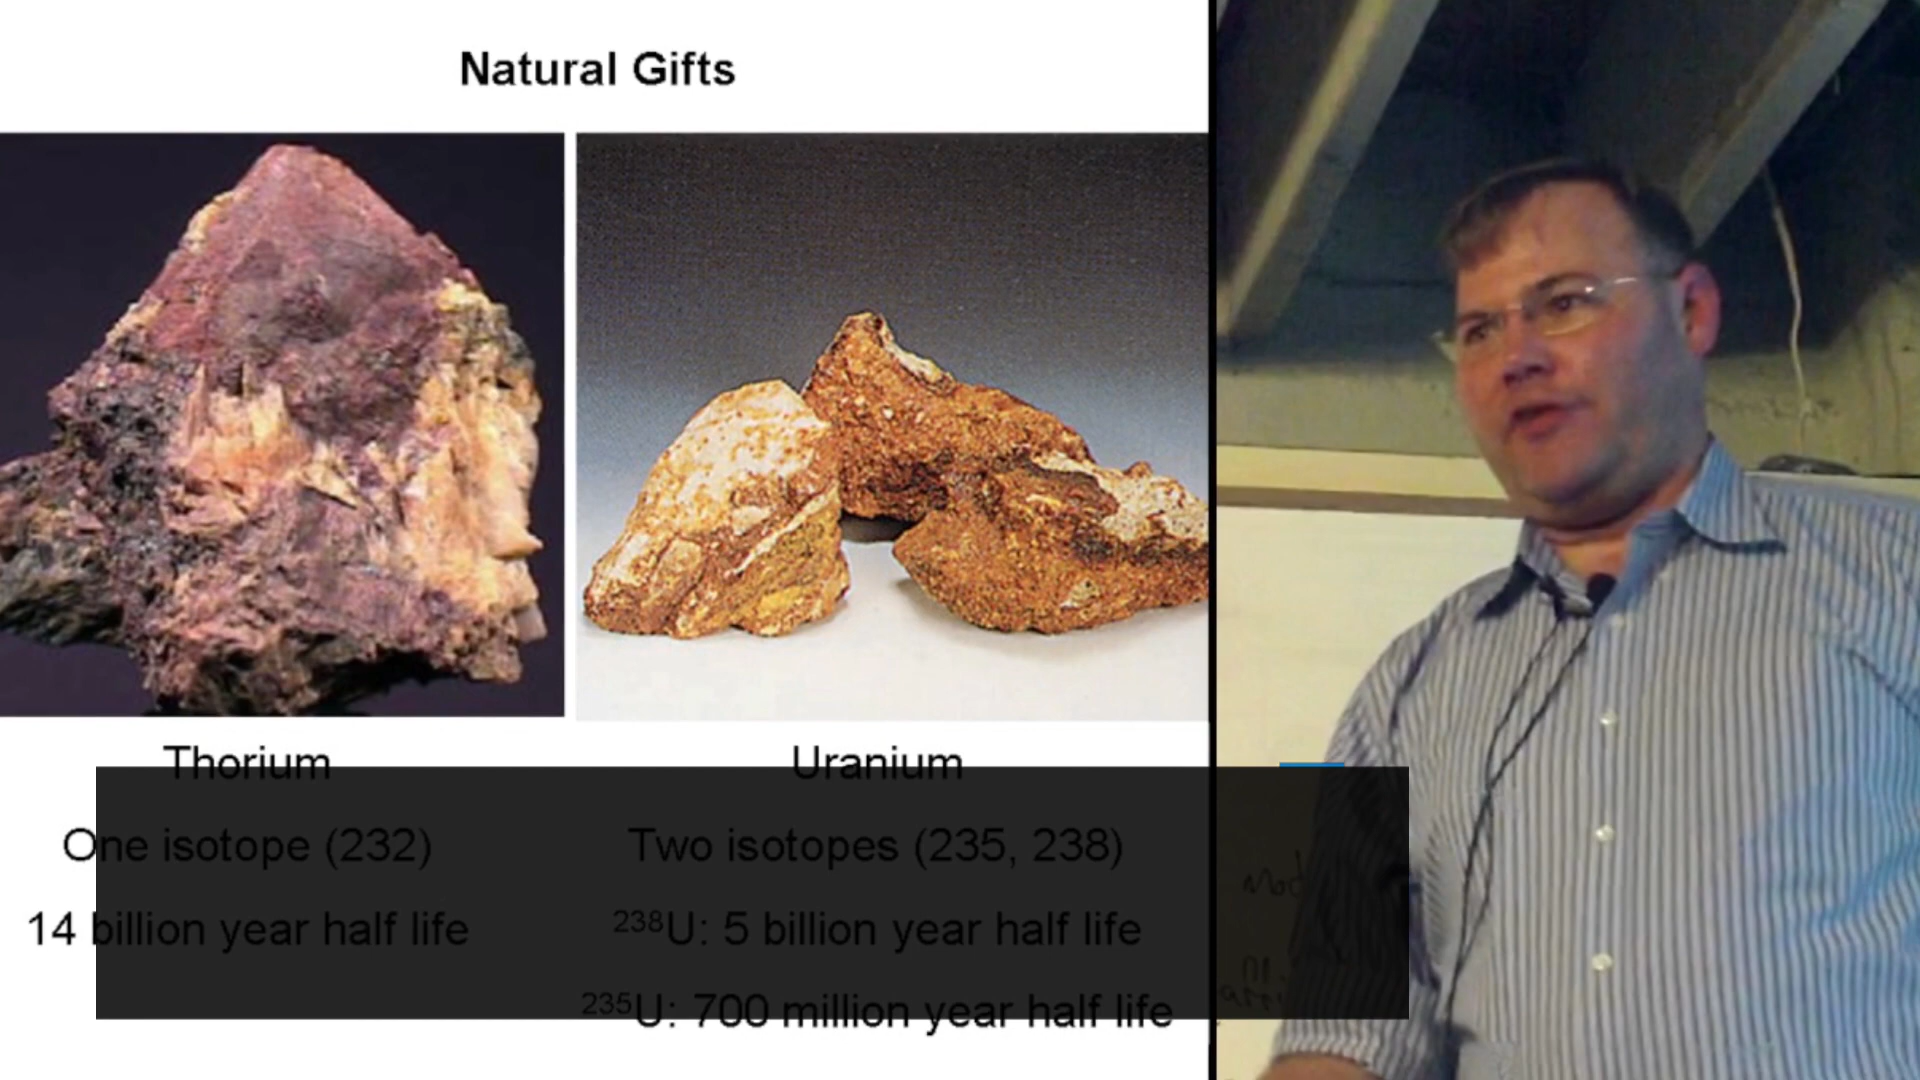 Natural Gifts
Thorium
Uranium
One isotope (232)
Two isotopes (235, 238)
14 billion year half life
238U: 5 billion year half life
235U: 700 million year half life